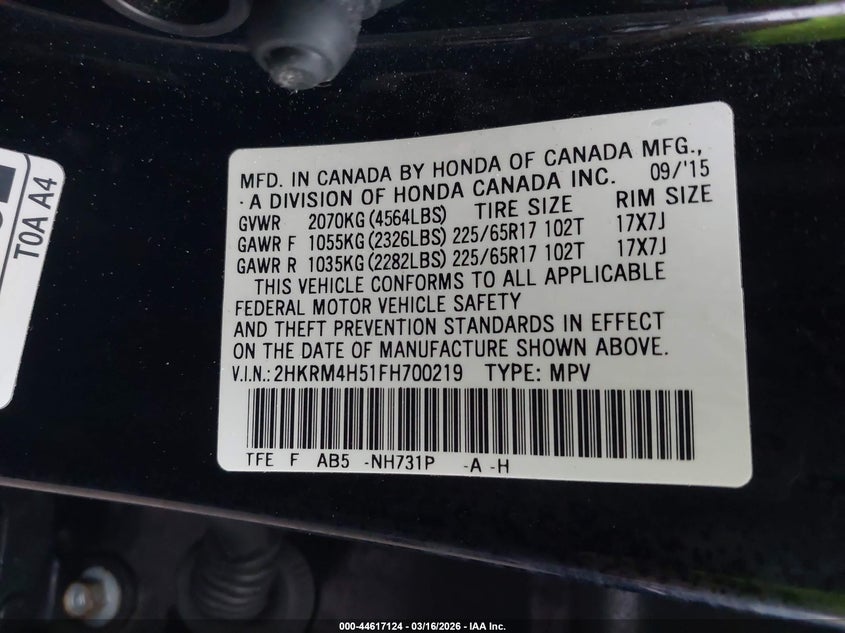 T0A A4
MFD. IN CANADA BY HONDA OF CANADA MFG.,
A DIVISION OF HONDA CANADA INC. 09/'15
GVWR 2070KG (4564LBS) TIRE SIZE RIM SIZE
GAWR F 1055KG (2326LBS) 225/65R17 102T 17X7J
GAWR R 1035KG (2282LBS) 225/65R17 102T 17X7J
THIS VEHICLE CONFORMS TO ALL APPLICABLE
FEDERAL MOTOR VEHICLE SAFETY
AND THEFT PREVENTION STANDARDS IN EFFECT
ON THE DATE OF MANUFACTURE SHOWN ABOVE.
V.I.N.: 2HKRM4H51FH700219 TYPE: MPV
TFE F AB5 -NH731P -A -H
000-44617124 - 03/16/2026 - IAA Inc.